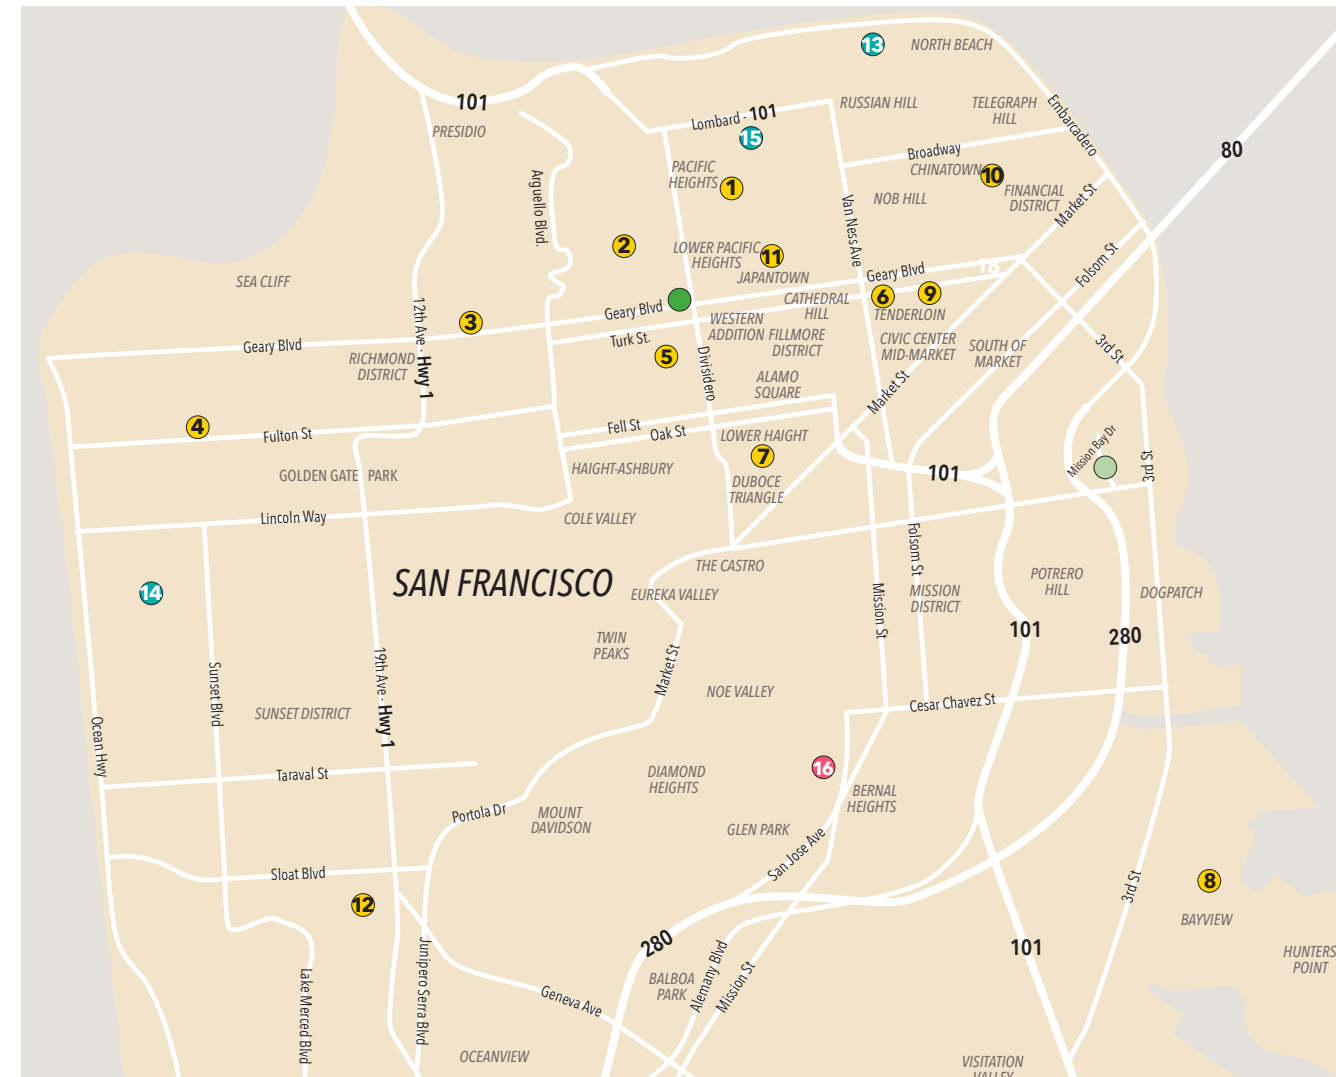 13
NORTH BEACH
101
RUSSIAN HILL
TELEGRAPH
HILL
Embarcadero
Lombard - 101
PRESIDIO
15
80
Broadway
CHINATOWN
10
PACIFIC
HEIGHTS
1
NOB HILL
FINANCIAL
DISTRICT
Market St
Arguello Blvd.
Van Ness Ave
2
LOWER PACIFIC
HEIGHTS
11
JAPANTOWN
Folsom St
18
Geary Blvd
SEA CLIFF
12th Ave - Hwy 1
3
Geary Blvd
CATHEDRAL
HILL
6
9
TENDERLOIN
Geary Blvd
Turk St.
WESTERN
ADDITION
FILLMORE
DISTRICT
CIVIC CENTER
MID-MARKET
SOUTH OF
MARKET
3rd St
RICHMOND
DISTRICT
5
Divisidero
ALAMO
SQUARE
Market St
4
Fulton St
Fell St
Oak St
LOWER HAIGHT
7
Mission Bay Dr
3rd St
GOLDEN GATE PARK
HAIGHT-ASHBURY
DUBOCE
TRIANGLE
101
Lincoln Way
COLE VALLEY
Folsom St
14
SAN FRANCISCO
THE CASTRO
EUREKA VALLEY
Mission St
MISSION
DISTRICT
POTRERO
HILL
DOGPATCH
101
280
TWIN
PEAKS
Market St
NOE VALLEY
Cesar Chavez St
Sunset Blvd
19th Ave - Hwy 1
SUNSET DISTRICT
Ocean Hwy
Taraval St
16
DIAMOND
HEIGHTS
BERNAL
HEIGHTS
Portola Dr
MOUNT
DAVIDSON
GLEN PARK
San Jose Ave
Sloat Blvd
3rd St
8
12
BAYVIEW
280
101
HUNTERS
POINT
Junipero Serra Blvd
Lake Merced Blvd
BALBOA
PARK
Alemany Blvd
Mission St
Geneva Ave
OCEANVIEW
VISITATION
VALLEY